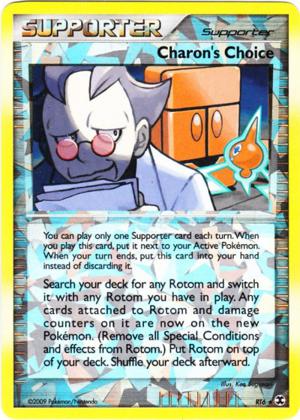 SUPPORTER
Supporter
Charon's Choice
You can play only one Supporter card each turn. When
you play this card, put it next to your Active Pokémon.
When your turn ends, put this card into your hand
instead of discarding it.
Search your deck for any Rotom and switch
it with any Rotom you have in play. Any
cards attached to Rotom and damage
counters on it are now on the new
Pokémon. (Remove all Special Conditions
and effects from Rotom.) Put Rotom on top
of your deck. Shuffle your deck afterward.
Illus. Ken Sugimori
©2009 Pokémon/Nintendo
RT6